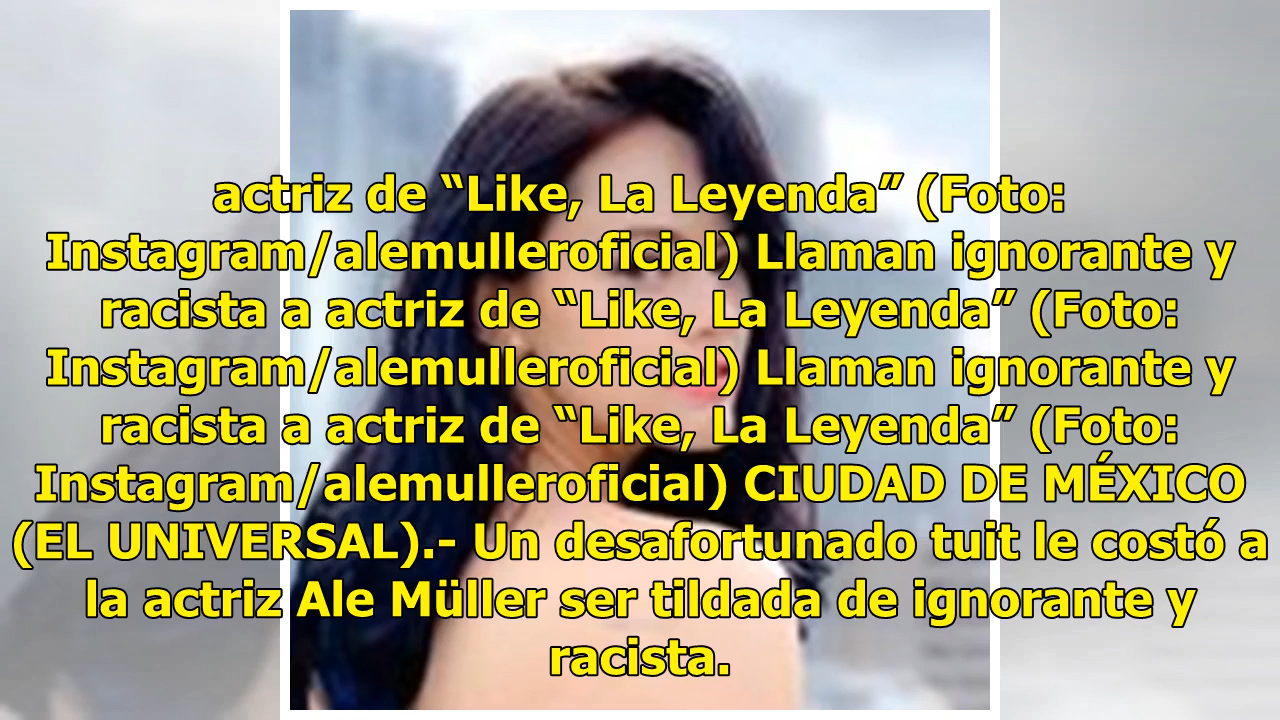 actriz de “Like, La Leyenda” (Foto:
Instagram/alemulleroficial) Llaman ignorante y
racista a actriz de “Like, La Leyenda” (Foto:
Instagram/alemulleroficial) Llaman ignorante y
racista a actriz de “Like, La Leyenda” (Foto:
Instagram/alemulleroficial) CIUDAD DE MÉXICO
(EL UNIVERSAL).- Un desafortunado tuit le costó a
la actriz Ale Müller ser tildada de ignorante y
racista.